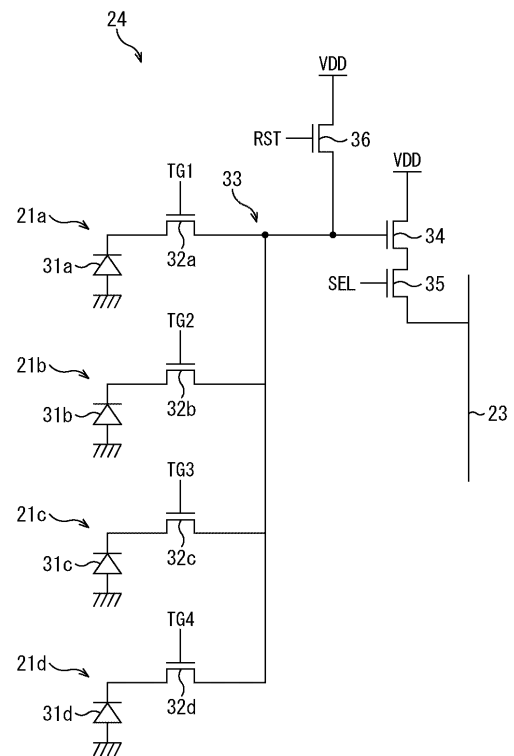 24
VDD
RST
36
VDD
TG1
33
21a
34
31a
32a
SEL
35
TG2
21b
31b
32b
23
TG3
21c
31c
32c
TG4
21d
31d
32d